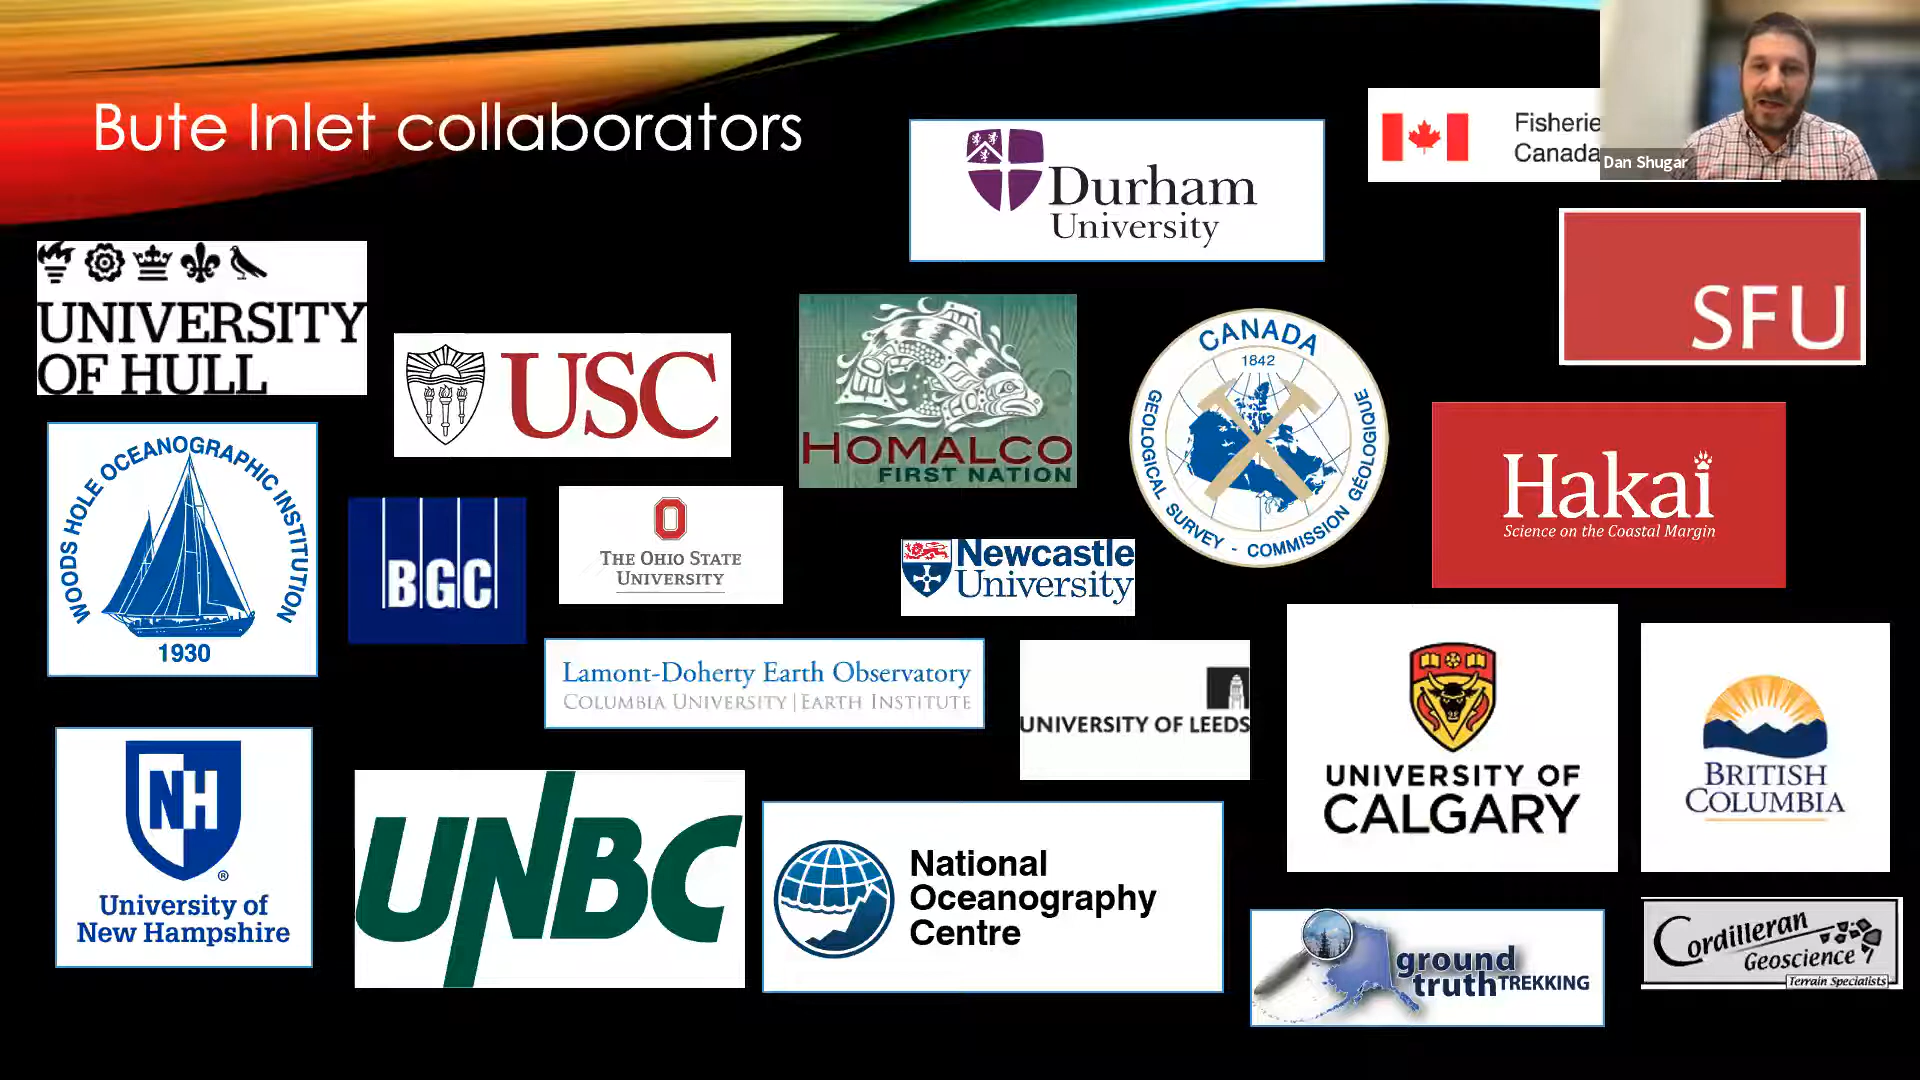 Bute Inlet collaborators
Durham
University
Fisherie
Canada
Dan Shugar
SFU
UNIVERSITY
OF HULL
USC
HOMALCO
FIRST NATION
CANADA
1842
GEOLOGICAL SURVEY - COMMISSION GÉOLOGIQUE
Hakai
Science on the Coastal Margin
WOODS HOLE OCEANOGRAPHIC INSTITUTION
1930
BGC
O
THE OHIO STATE
UNIVERSITY
Newcastle
University
Lamont-Doherty Earth Observatory
COLUMBIA UNIVERSITY | EARTH INSTITUTE
UNIVERSITY OF LEEDS
UNIVERSITY OF
CALGARY
BRITISH
COLUMBIA
NH
®
University of
New Hampshire
UNBC
National
Oceanography
Centre
ground
truth TREKKING
Cordilleran
Geoscience
Terrain Specialists